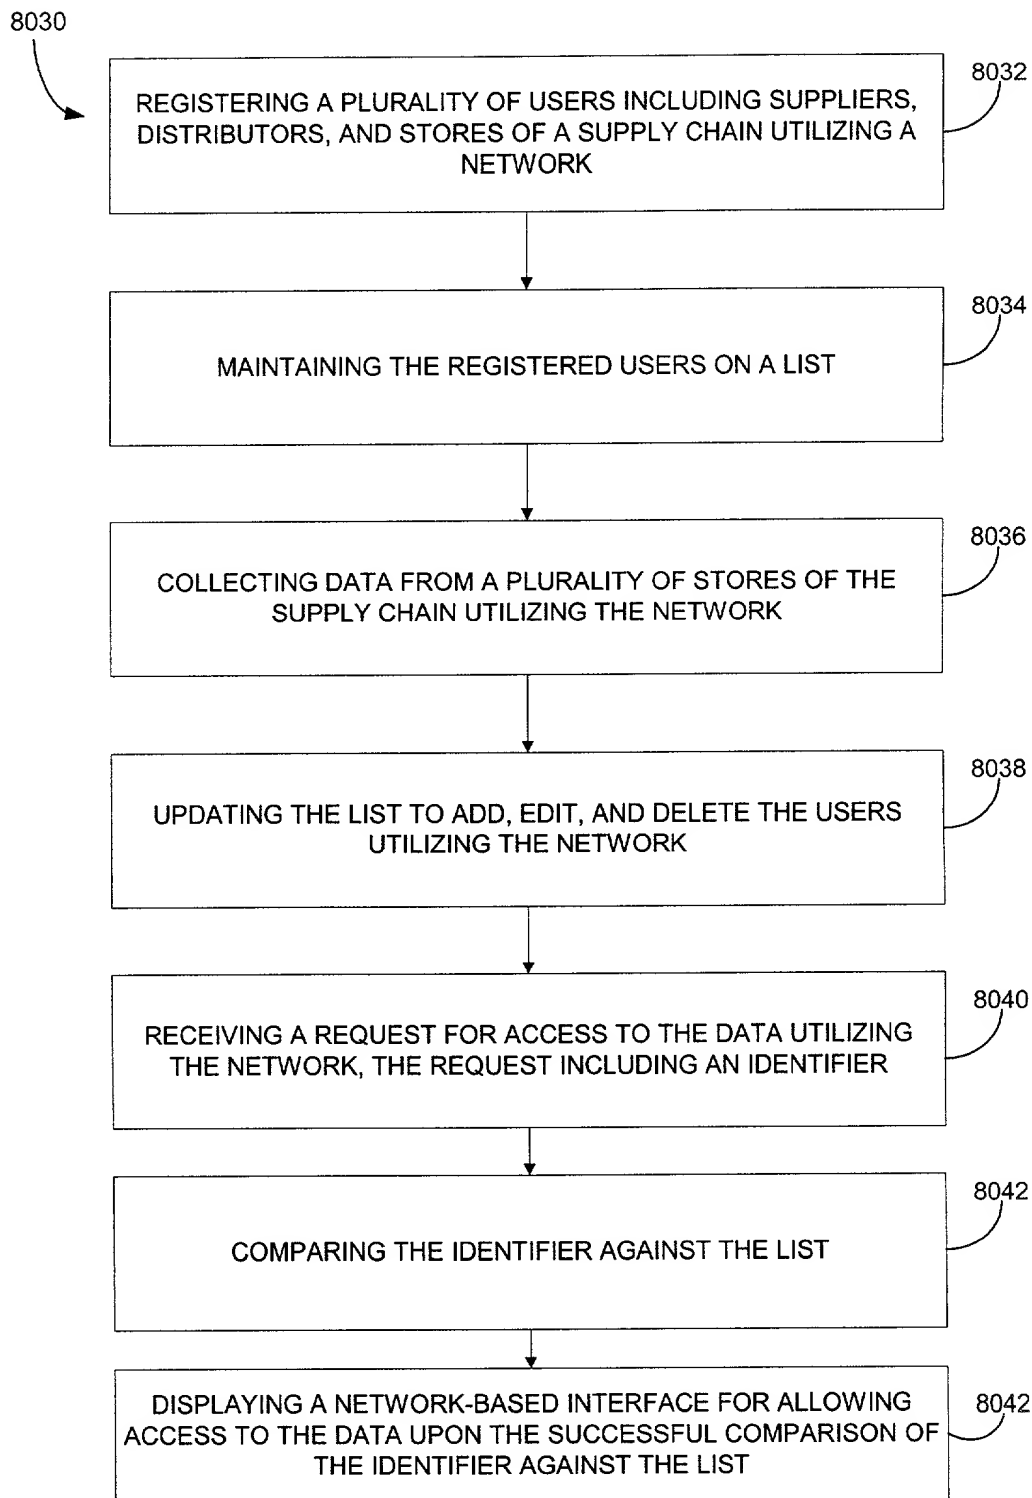 8030
8032
REGISTERING A PLURALITY OF USERS INCLUDING SUPPLIERS,
DISTRIBUTORS, AND STORES OF A SUPPLY CHAIN UTILIZING A
NETWORK
8034
MAINTAINING THE REGISTERED USERS ON A LIST
8036
COLLECTING DATA FROM A PLURALITY OF STORES OF THE
SUPPLY CHAIN UTILIZING THE NETWORK
8038
UPDATING THE LIST TO ADD, EDIT, AND DELETE THE USERS
UTILIZING THE NETWORK
8040
RECEIVING A REQUEST FOR ACCESS TO THE DATA UTILIZING
THE NETWORK, THE REQUEST INCLUDING AN IDENTIFIER
8042
COMPARING THE IDENTIFIER AGAINST THE LIST
8042
DISPLAYING A NETWORK-BASED INTERFACE FOR ALLOWING
ACCESS TO THE DATA UPON THE SUCCESSFUL COMPARISON OF
THE IDENTIFIER AGAINST THE LIST